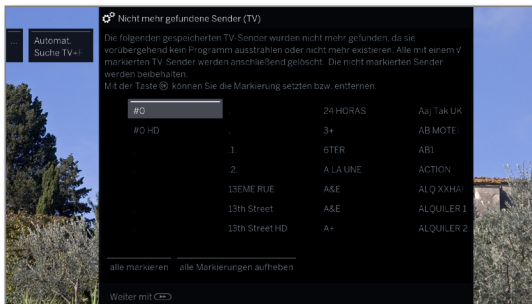 Nicht mehr gefundene Sender (TV)
...
Automat.
Suche TV+
Die folgenden gespeicherten TV-Sender wurden nicht mehr gefunden, da sie
vorübergehend kein Programm ausstrahlen oder nicht mehr existieren. Alle mit einem √
markierten TV-Sender werden anschließend gelöscht. Die nicht markierten Sender
werden beibehalten.
Mit der Taste OK können Sie die Markierung setzten bzw. entfernen.
#0 . 24 HORAS Aaj Tak UK
#0 HD . 3+ AB MOTE
.1. 6TER AB1
.2. A LA UNE ACTION
13EME RUE A&E ALQ XXHA
13th Street A&E ALQUILER 1
13th Street HD A+ ALQUILER 2
alle markieren alle Markierungen aufheben
Weiter mit